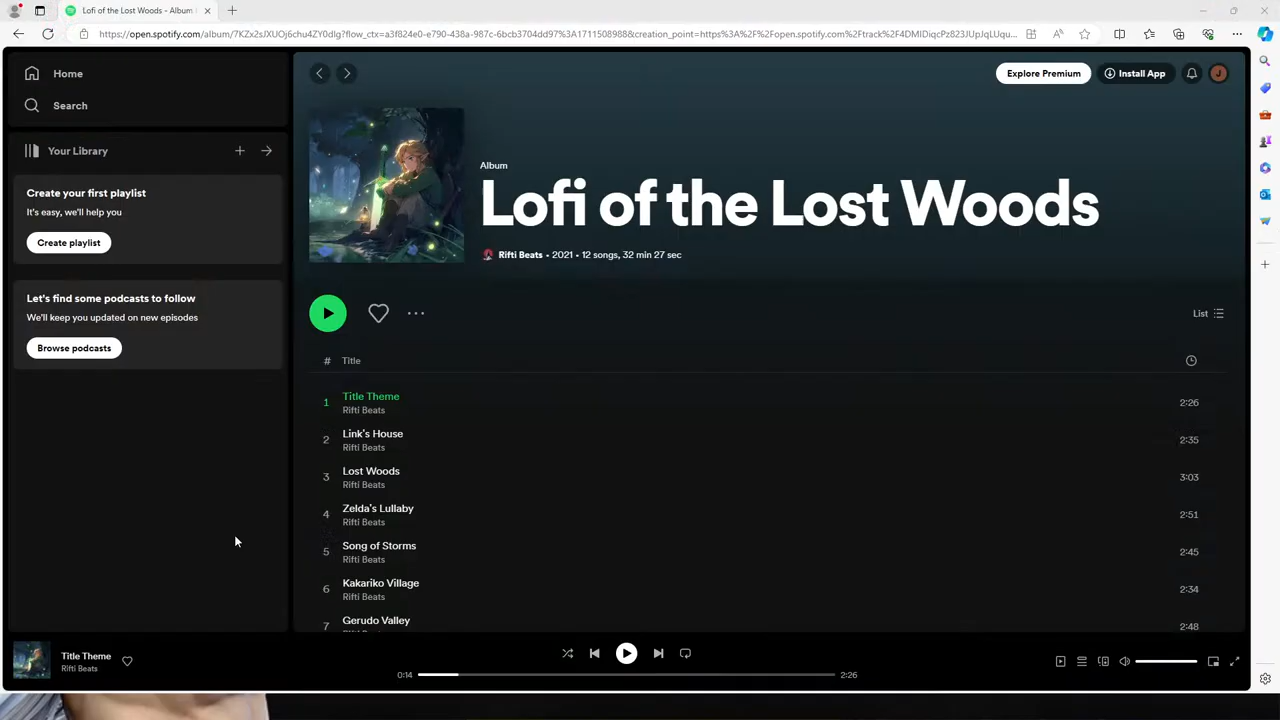 Lofi of the Lost Woods - Album
https://open.spotify.com/album/7KZx2sJXUOj6chu4ZY0dlg?flow_ctx=a3f824e0-e790-438a-987c-6bcb3704dd97%3A1711508988&creation_point=https%3A%2F%2Fopen.spotify.com%2Ftrack%2F4DMIDiqcPz823JUpJqLUqu...
Home
Search
Your Library
Create your first playlist
It's easy, we'll help you
Create playlist
Let's find some podcasts to follow
We'll keep you updated on new episodes
Browse podcasts
Explore Premium
Install App
J
Album
Lofi of the Lost Woods
Rifti Beats • 2021 • 12 songs, 32 min 27 sec
List
# Title
1 Title Theme 2:26
Rifti Beats
2 Link's House 2:35
Rifti Beats
3 Lost Woods 3:03
Rifti Beats
4 Zelda's Lullaby 2:51
Rifti Beats
5 Song of Storms 2:45
Rifti Beats
6 Kakariko Village 2:34
Rifti Beats
7 Gerudo Valley 2:48
Title Theme
Rifti Beats
0:14 2:26